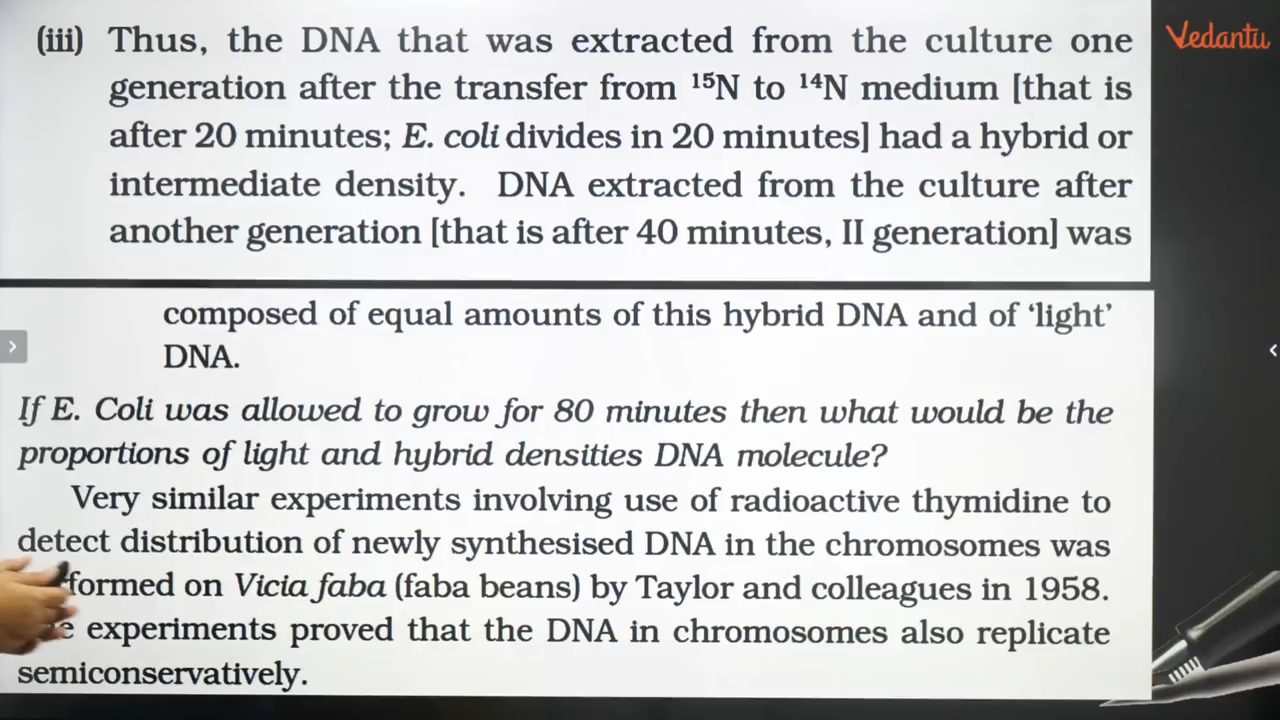 (iii) Thus, the DNA that was extracted from the culture one
generation after the transfer from ¹⁵N to ¹⁴N medium [that is
after 20 minutes; E. coli divides in 20 minutes] had a hybrid or
intermediate density. DNA extracted from the culture after
another generation [that is after 40 minutes, II generation] was
composed of equal amounts of this hybrid DNA and of ‘light’
DNA.
If E. Coli was allowed to grow for 80 minutes then what would be the
proportions of light and hybrid densities DNA molecule?
Very similar experiments involving use of radioactive thymidine to
detect distribution of newly synthesised DNA in the chromosomes was
formed on Vicia faba (faba beans) by Taylor and colleagues in 1958.
experiments proved that the DNA in chromosomes also replicate
semiconservatively.
Vedantu